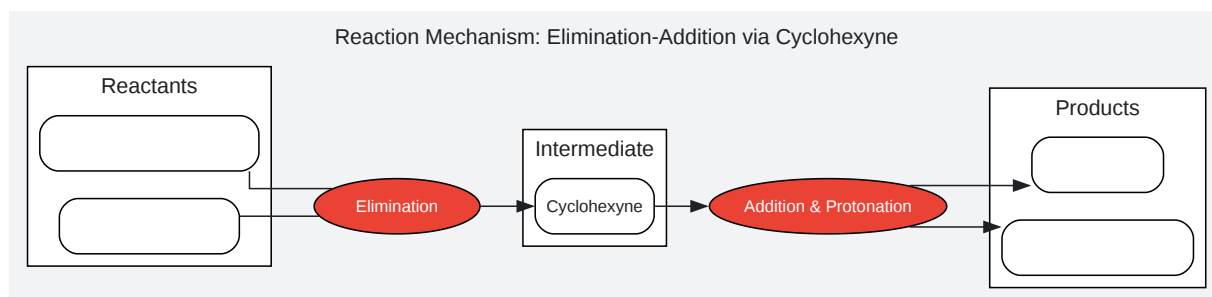 Reaction Mechanism: Elimination-Addition via Cyclohexyne
Reactants
Elimination
Intermediate
Cyclohexyne
Addition & Protonation
Products